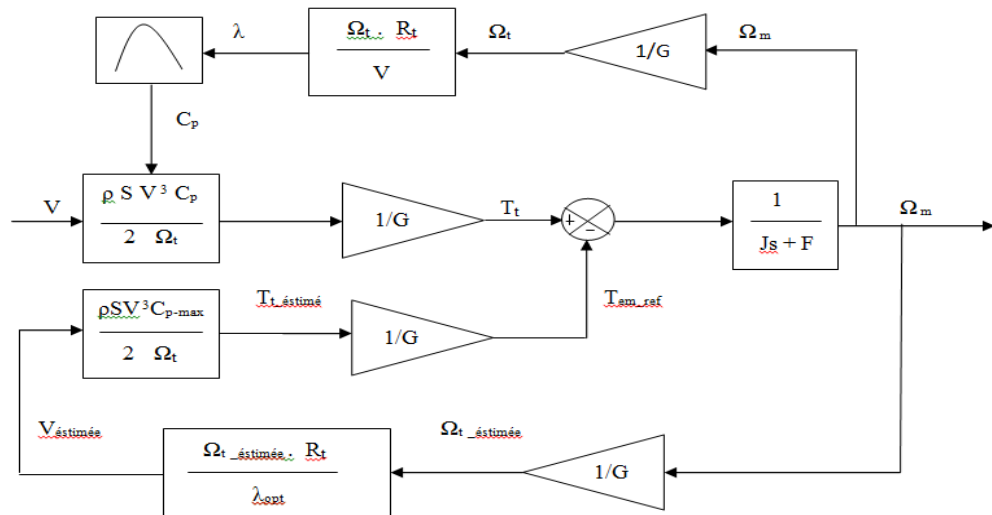 λ
Ωₜ . Rₜ
V
Ωₜ
1/G
Ωₘ
Cₚ
V
ρ S V³ Cₚ
2 Ωₜ
1/G
Tₜ
+
−
1
Js + F
Ωₘ
ρSV³Cₚ₋ₘₐₓ
2 Ωₜ
Tₜ_éstimé
1/G
Tₑₘ_ᵣₑf
Véstimée
Ωₜ _éstimée . Rₜ
λₒₚₜ
Ωₜ _éstimée
1/G